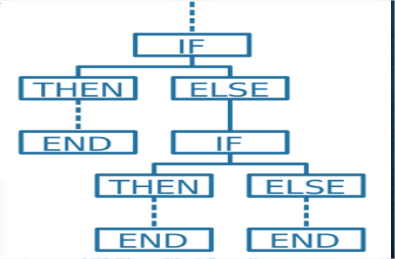 IF
THEN ELSE
END IF
THEN ELSE
END END